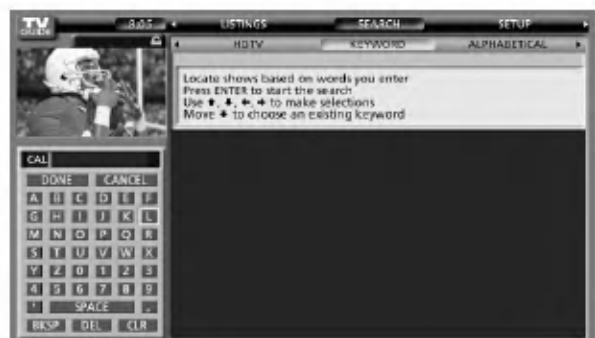 TV GUIDE 8:05 LISTINGS SEARCH SETUP
HDTV KEYWORD ALPHABETICAL
Locate shows based on words you enter
Press ENTER to start the search
Use ↑, ↓, ←, → to make selections
Move ↓ to choose an existing keyword
CAL
DONE CANCEL
A B C D E F
G H I J K L
M N O P Q R
S T U V W X
Y Z 0 1 2 3
4 5 6 7 8 9
' SPACE .
BKSP DEL CLR